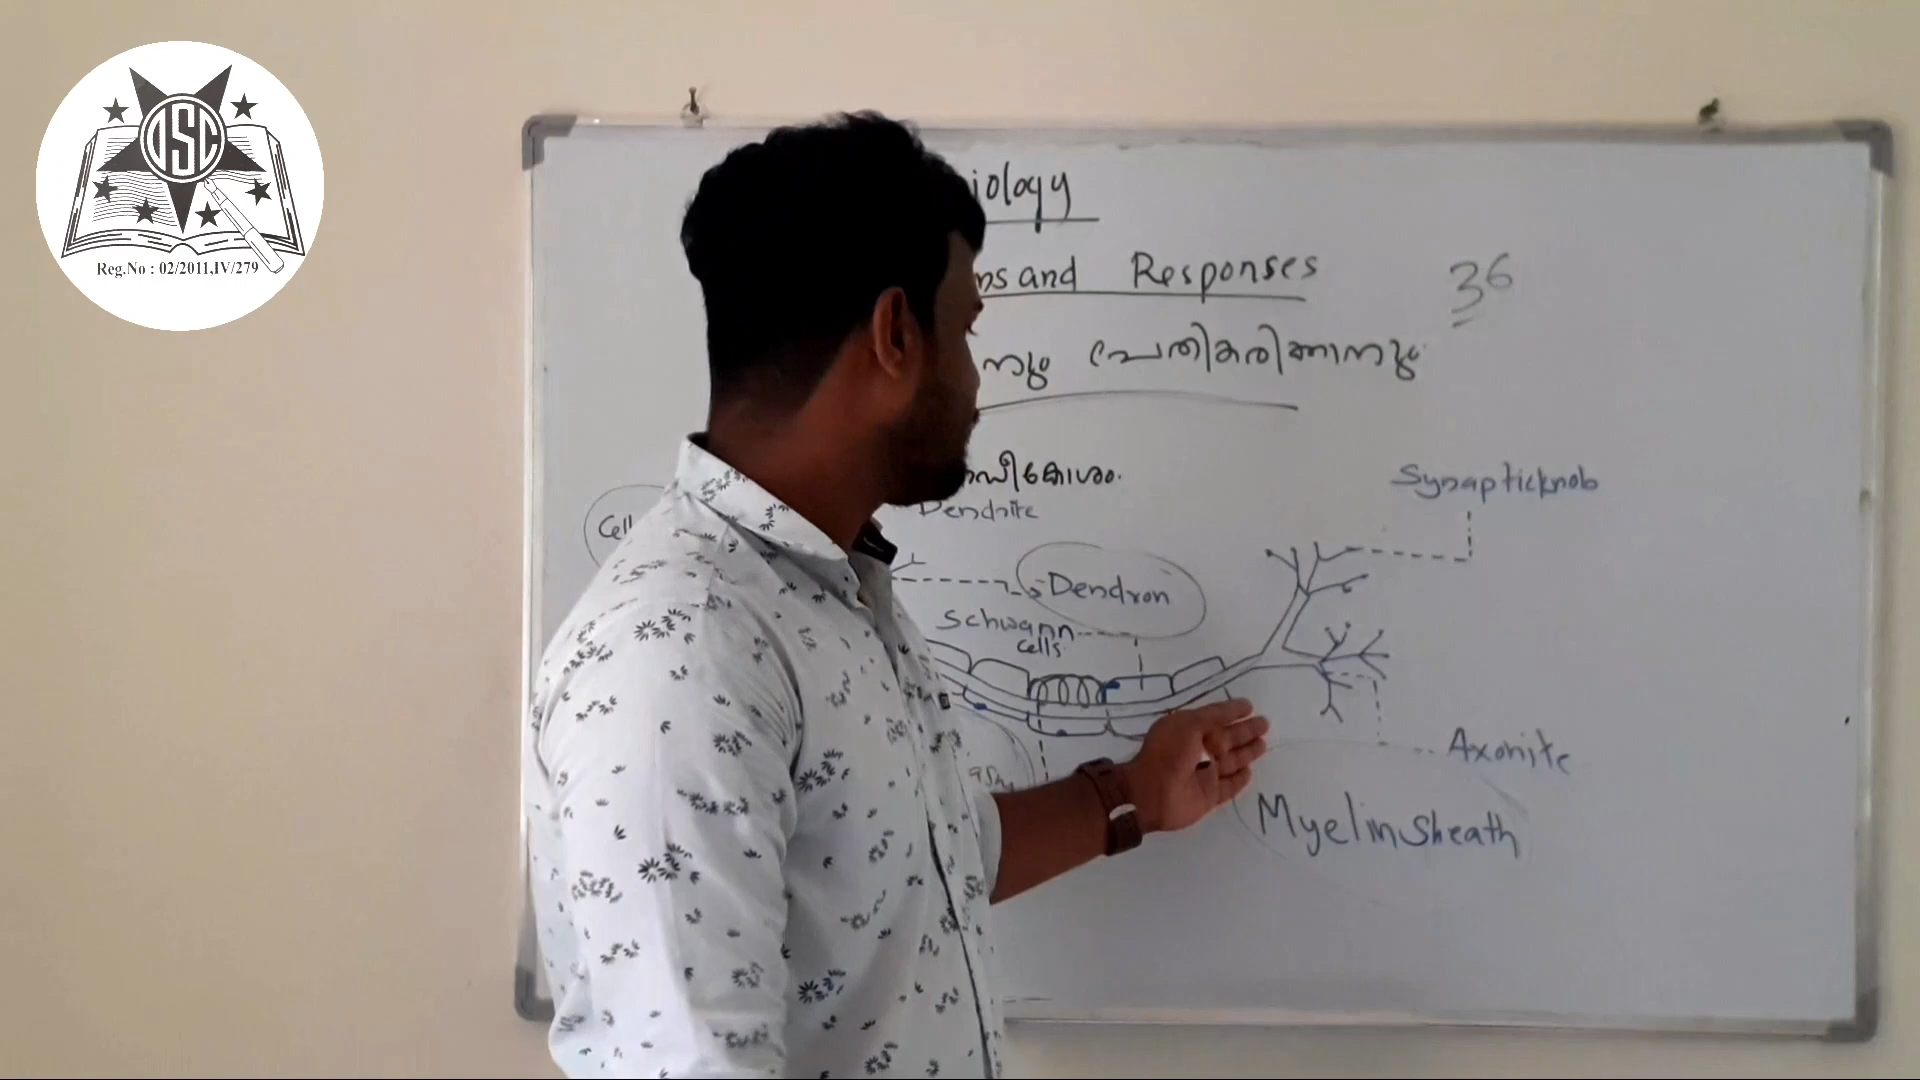 OSC
Reg.No : 02/2011,IV/279
iology
ns and Responses
36
നും പ്രതികരിക്കാനും
ഡീകോശം.
Synapticknob
Dendrite
Cell
Dendron
Schwann
cells
Axonite
Myelin Sheath